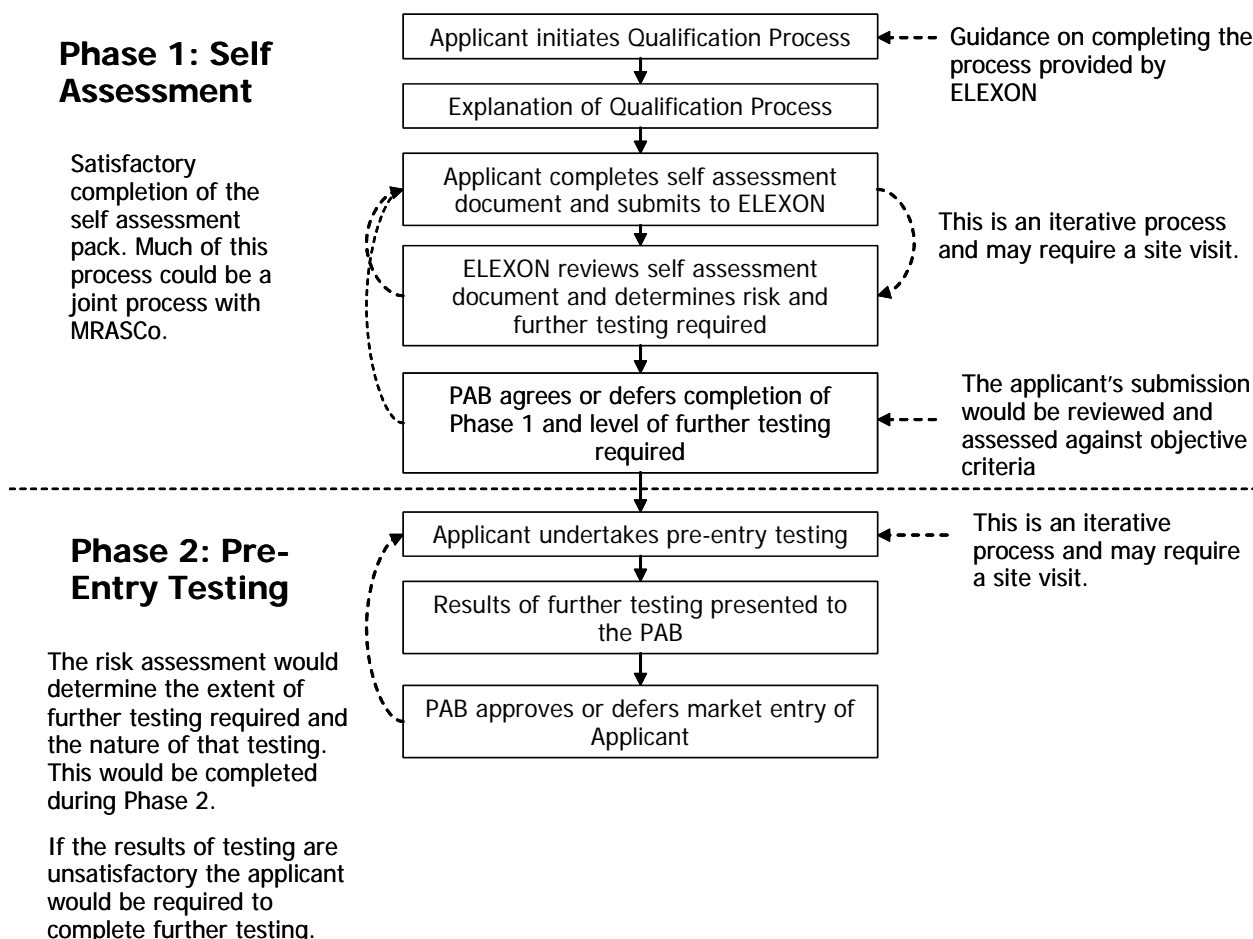 Phase 1: Self
Assessment
Satisfactory
completion of the
self assessment
pack. Much of this
process could be a
joint process with
MRASCo.
Applicant initiates Qualification Process
Guidance on completing the
process provided by
ELEXON
Explanation of Qualification Process
Applicant completes self assessment
document and submits to ELEXON
This is an iterative process
and may require a site visit.
ELEXON reviews self assessment
document and determines risk and
further testing required
PAB agrees or defers completion of
Phase 1 and level of further testing
required
The applicant’s submission
would be reviewed and
assessed against objective
criteria
Phase 2: Pre-
Entry Testing
The risk assessment would
determine the extent of
further testing required and
the nature of that testing.
This would be completed
during Phase 2.
If the results of testing are
unsatisfactory the applicant
would be required to
complete further testing.
Applicant undertakes pre-entry testing
This is an iterative
process and may require
a site visit.
Results of further testing presented to
the PAB
PAB approves or defers market entry of
Applicant